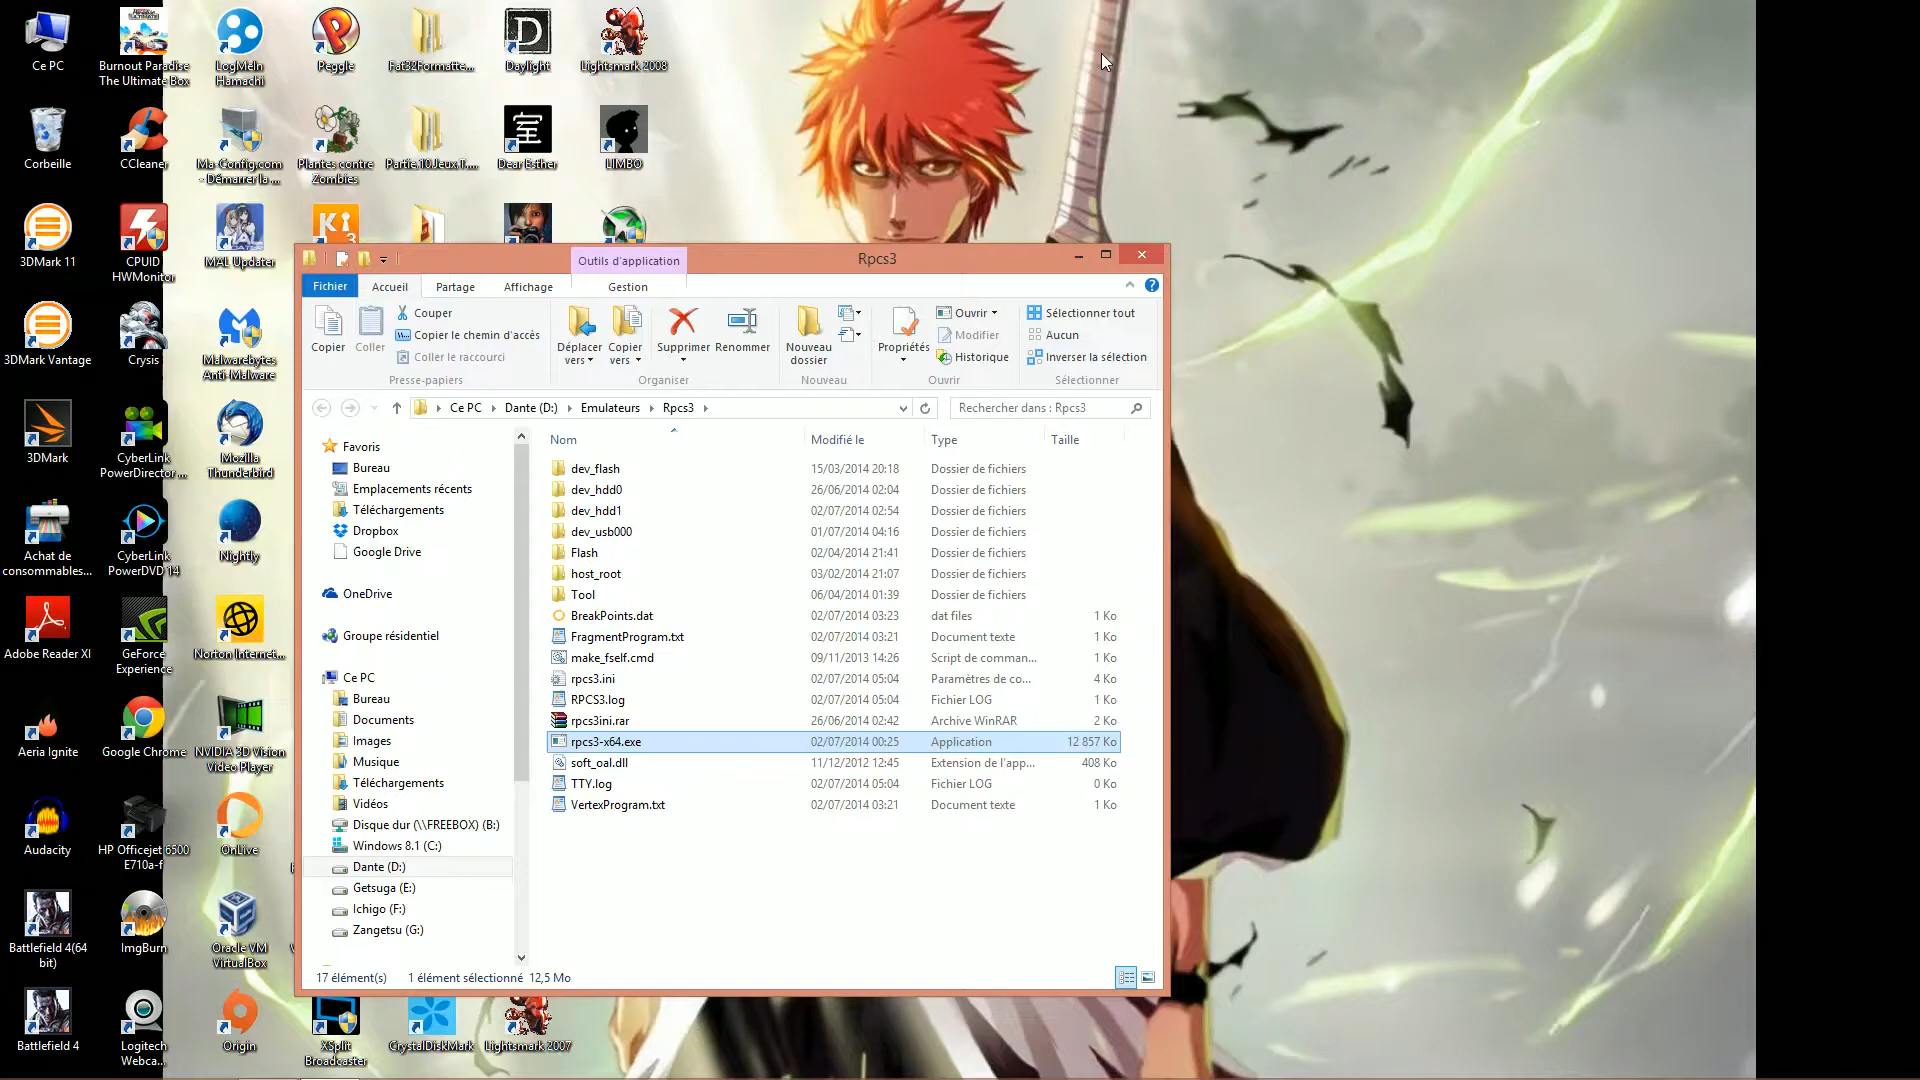 Ce PC
Burnout Paradise
The Ultimate Box
LogMeIn
Hamachi
Peggle
Fat32Formatte...
Daylight
Lightsmark 2008
Corbeille
CCleaner
Ma-Config.com
- Démarrer la ...
Plantes contre
Zombies
Partie.10.Jeux.T....
Dear Esther
LIMBO
3DMark 11
CPUID
HWMonitor
MAL Updater
3DMark Vantage
Crysis
Malwarebytes
Anti-Malware
3DMark
CyberLink
PowerDirector ...
Mozilla
Thunderbird
Achat de
consommables...
CyberLink
PowerDVD 14
Nightly
Adobe Reader XI
GeForce
Experience
Norton Internet...
Aeria Ignite
Google Chrome
NVIDIA 3D Vision
Video Player
Audacity
HP Officejet 6500
E710a-f
OnLive
Battlefield 4(64
bit)
ImgBurn
Oracle VM
VirtualBox
Battlefield 4
Logitech
Webca...
Origin
XSplit
Broadcaster
CrystalDiskMark
Lightsmark 2007
Outils d'application
Rpcs3
Fichier
Accueil
Partage
Affichage
Gestion
Copier
Coller
Couper
Copier le chemin d'accès
Coller le raccourci
Presse-papiers
Déplacer
vers
Copier
vers
Supprimer
Renommer
Organiser
Nouveau
dossier
Nouveau
Propriétés
Ouvrir
Modifier
Historique
Ouvrir
Sélectionner tout
Aucun
Inverser la sélection
Sélectionner
Ce PC
Dante (D:)
Emulateurs
Rpcs3
Rechercher dans : Rpcs3
Favoris
Bureau
Emplacements récents
Téléchargements
Dropbox
Google Drive
OneDrive
Groupe résidentiel
Ce PC
Bureau
Documents
Images
Musique
Téléchargements
Vidéos
Disque dur (\\FREEBOX) (B:)
Windows 8.1 (C:)
Dante (D:)
Getsuga (E:)
Ichigo (F:)
Zangetsu (G:)
Nom Modifié le Type Taille
dev_flash 15/03/2014 20:18 Dossier de fichiers
dev_hdd0 26/06/2014 02:04 Dossier de fichiers
dev_hdd1 02/07/2014 02:54 Dossier de fichiers
dev_usb000 01/07/2014 04:16 Dossier de fichiers
Flash 02/04/2014 21:41 Dossier de fichiers
host_root 03/02/2014 21:07 Dossier de fichiers
Tool 06/04/2014 01:39 Dossier de fichiers
BreakPoints.dat 02/07/2014 03:23 dat files 1 Ko
FragmentProgram.txt 02/07/2014 03:21 Document texte 1 Ko
make_fself.cmd 09/11/2013 14:26 Script de comman... 1 Ko
rpcs3.ini 02/07/2014 05:04 Paramètres de co... 4 Ko
RPCS3.log 02/07/2014 05:04 Fichier LOG 1 Ko
rpcs3ini.rar 26/06/2014 02:42 Archive WinRAR 2 Ko
rpcs3-x64.exe 02/07/2014 00:25 Application 12 857 Ko
soft_oal.dll 11/12/2012 12:45 Extension de l'app... 408 Ko
TTY.log 02/07/2014 05:04 Fichier LOG 0 Ko
VertexProgram.txt 02/07/2014 03:21 Document texte 1 Ko
17 élément(s) 1 élément sélectionné 12,5 Mo